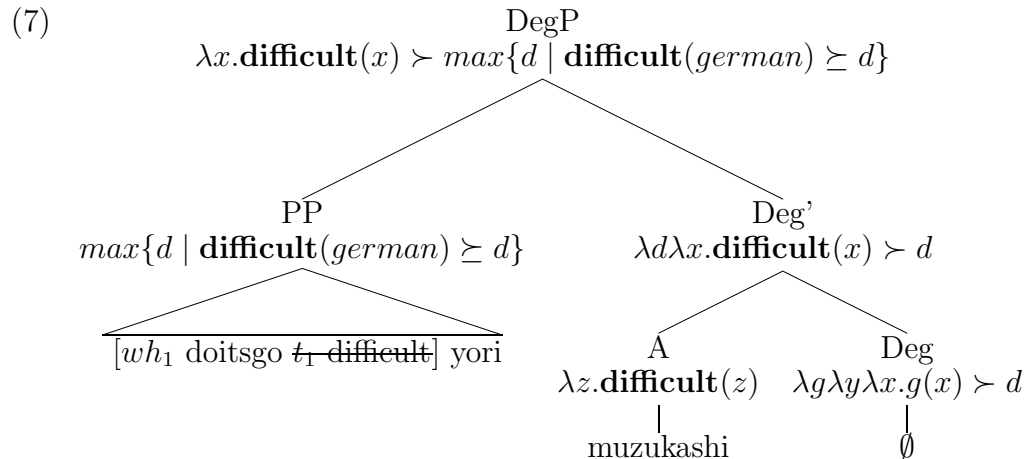 (7)
DegP
λx.difficult(x) ≻ max{d | difficult(german) ⪰ d}
PP Deg'
max{d | difficult(german) ⪰ d} λdλx.difficult(x) ≻ d
[wh₁ doitsgo t₁ difficult] yori A Deg
λz.difficult(z) λgλyλx.g(x) ≻ d
muzukashi ∅